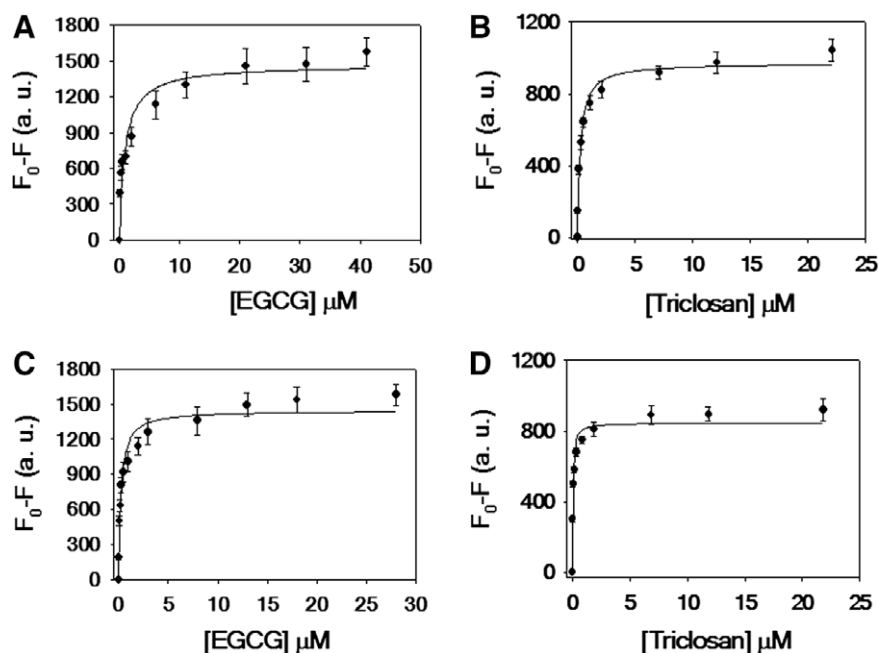 A
F₀-F (a. u.)
1800
1500
1200
900
600
300
0
0 10 20 30 40 50
[EGCG] μM
B
F₀-F (a. u.)
1200
800
400
0
0 5 10 15 20 25
[Triclosan] μM
C
F₀-F (a. u.)
1800
1500
1200
900
600
300
0
0 5 10 15 20 25 30
[EGCG] μM
D
F₀-F (a. u.)
1200
800
400
0
0 5 10 15 20 25
[Triclosan] μM